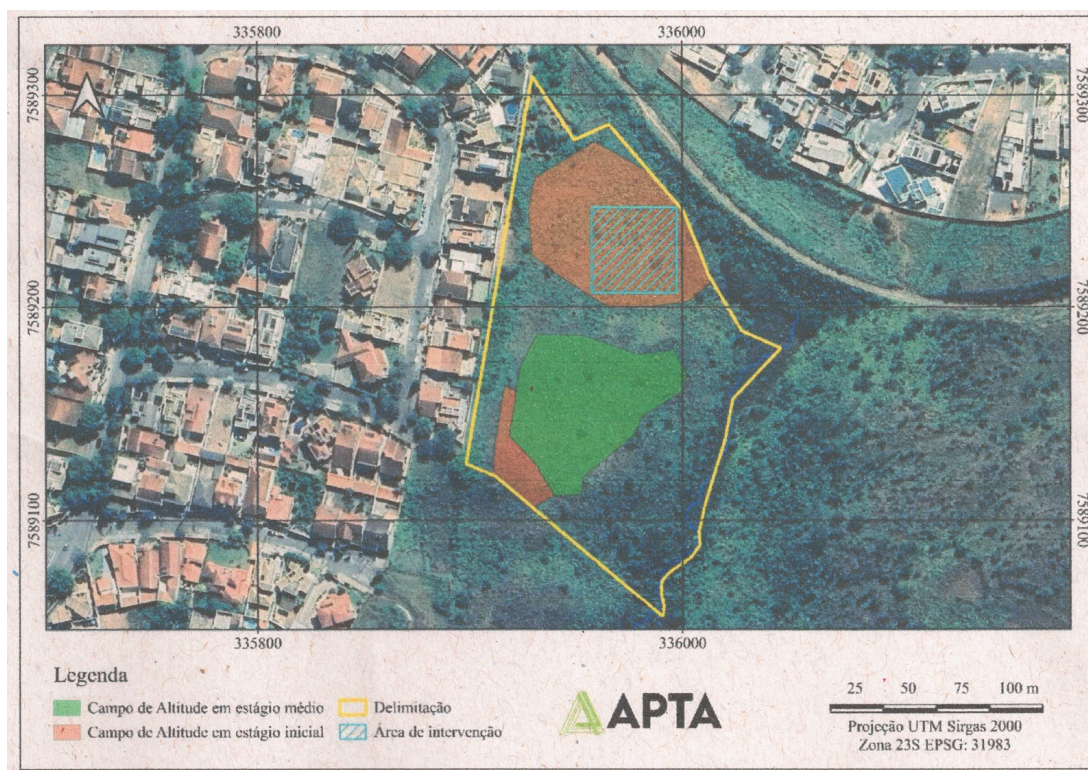 335800
336000
7589300
7589300
7589200
7589200
7589100
7589100
335800
336000
Legenda
Campo de Altitude em estágio médio
Delimitação
Campo de Altitude em estágio inicial
Área de intervenção
APTA
25 50 75 100 m
Projeção UTM Sirgas 2000
Zona 23S EPSG: 31983